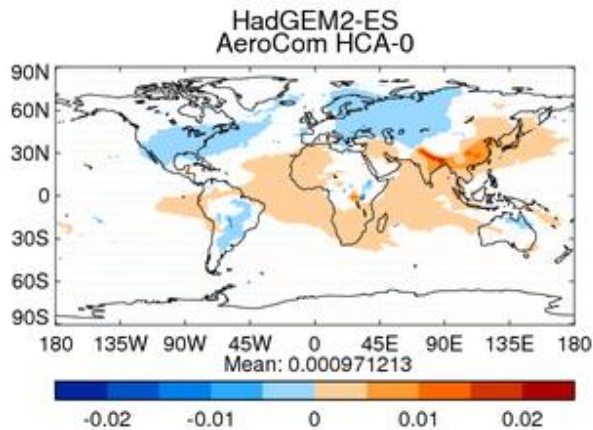 HadGEM2-ES
AeroCom HCA-0
90N
60N
30N
0
30S
60S
90S
180 135W 90W 45W 0 45E 90E 135E 180
Mean: 0.000971213
-0.02 -0.01 0 0.01 0.02